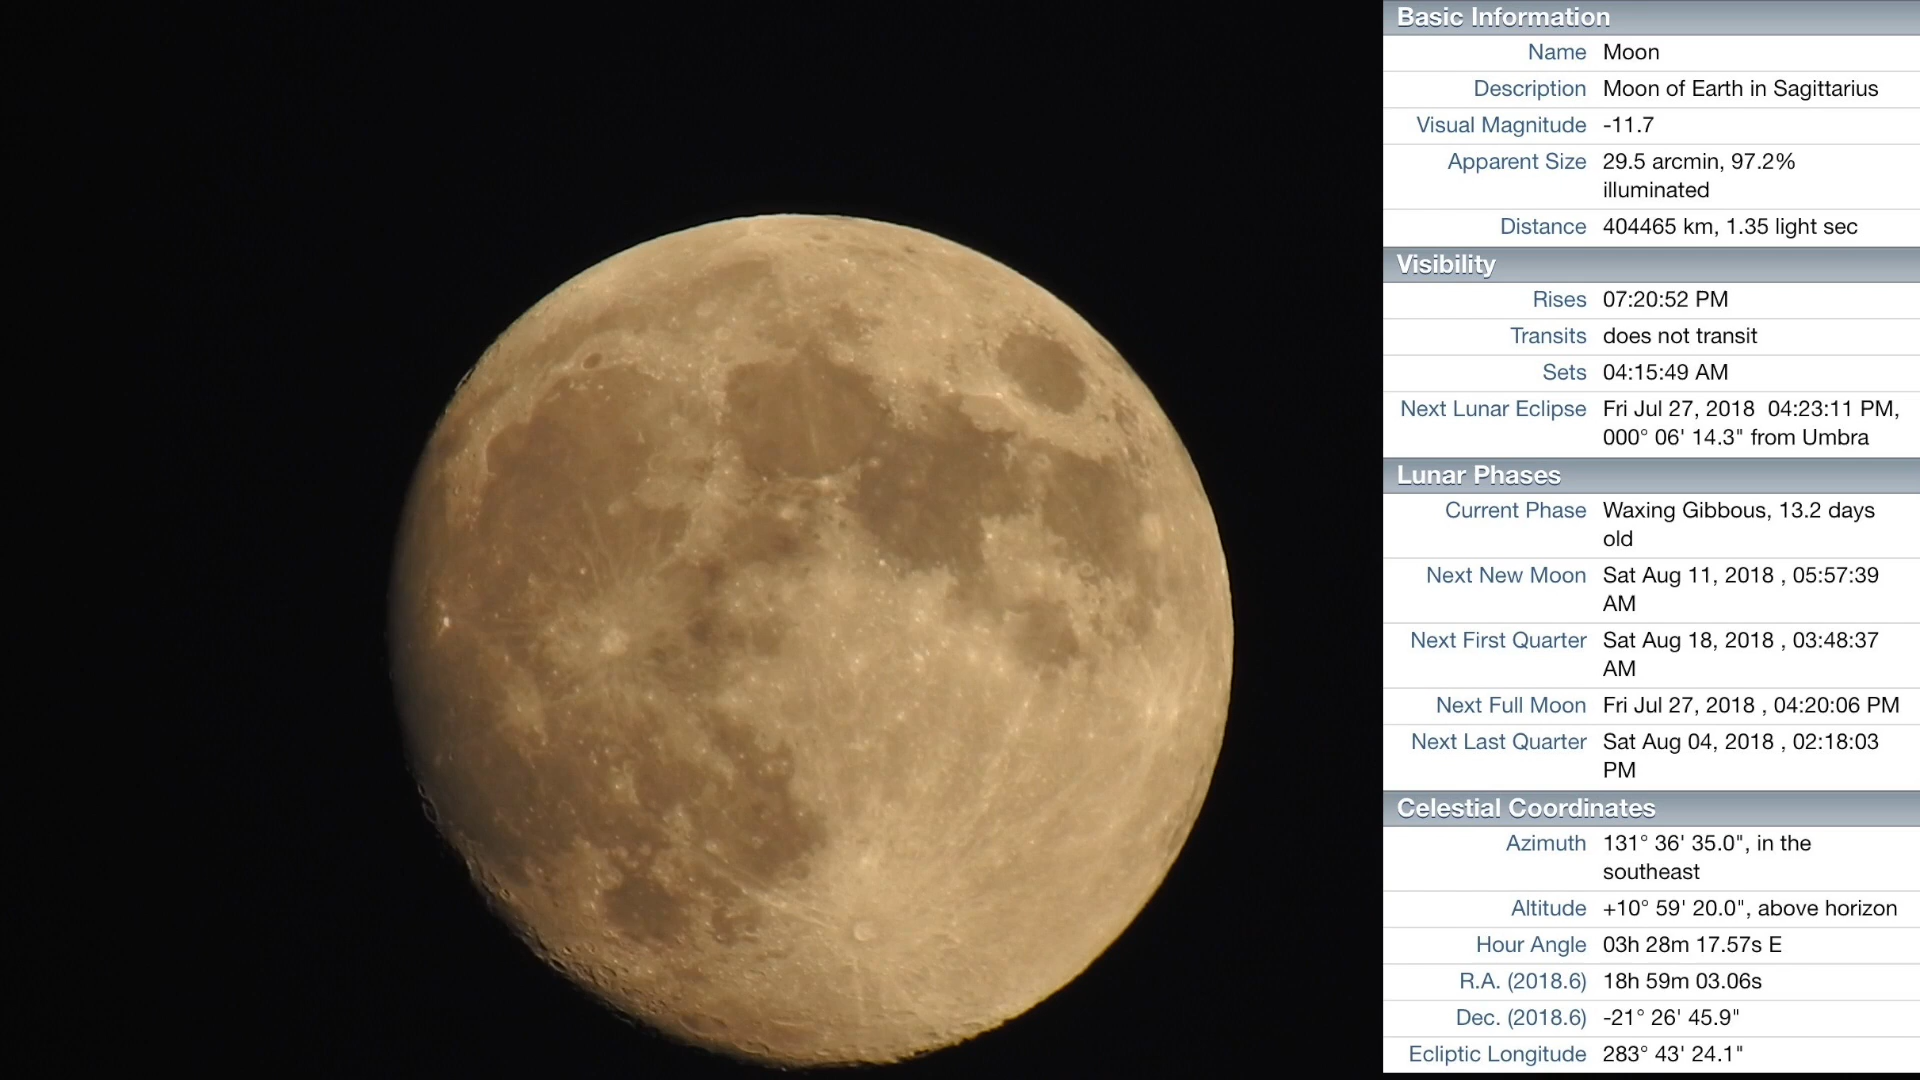 Basic Information
Name Moon
Description Moon of Earth in Sagittarius
Visual Magnitude -11.7
Apparent Size 29.5 arcmin, 97.2%
illuminated
Distance 404465 km, 1.35 light sec
Visibility
Rises 07:20:52 PM
Transits does not transit
Sets 04:15:49 AM
Next Lunar Eclipse Fri Jul 27, 2018  04:23:11 PM,
000° 06' 14.3" from Umbra
Lunar Phases
Current Phase Waxing Gibbous, 13.2 days
old
Next New Moon Sat Aug 11, 2018 , 05:57:39
AM
Next First Quarter Sat Aug 18, 2018 , 03:48:37
AM
Next Full Moon Fri Jul 27, 2018 , 04:20:06 PM
Next Last Quarter Sat Aug 04, 2018 , 02:18:03
PM
Celestial Coordinates
Azimuth 131° 36' 35.0", in the
southeast
Altitude +10° 59' 20.0", above horizon
Hour Angle 03h 28m 17.57s E
R.A. (2018.6) 18h 59m 03.06s
Dec. (2018.6) -21° 26' 45.9"
Ecliptic Longitude 283° 43' 24.1"